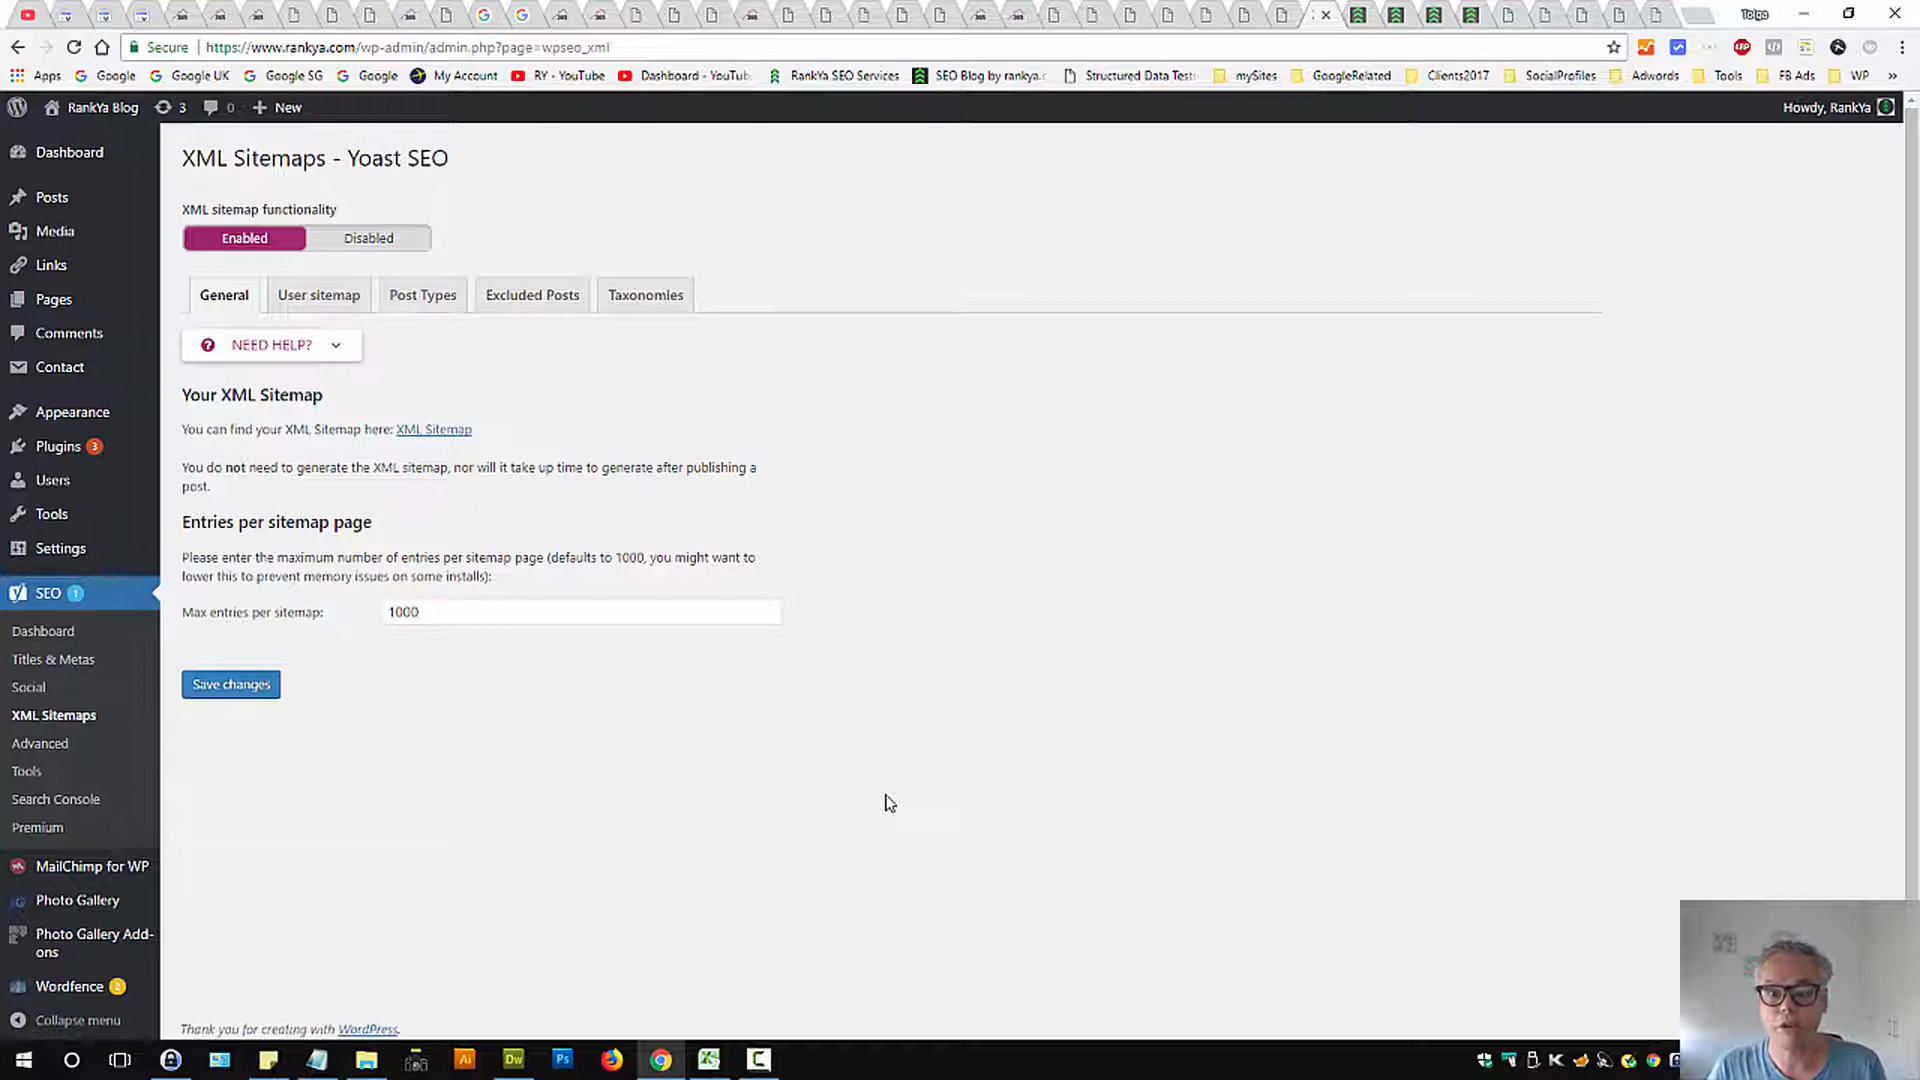 Tolga
Secure https://www.rankya.com/wp-admin/admin.php?page=wpseo_xml
Apps Google Google UK Google SG Google My Account RY - YouTube Dashboard - YouTub RankYa SEO Services SEO Blog by rankya.c Structured Data Test mySites GoogleRelated Clients2017 SocialProfiles Adwords Tools FB Ads WP »
RankYa Blog 3 0 New Howdy, RankYa
Dashboard
Posts
Media
Links
Pages
Comments
Contact
Appearance
Plugins 3
Users
Tools
Settings
SEO 1
Dashboard
Titles & Metas
Social
XML Sitemaps
Advanced
Tools
Search Console
Premium
MailChimp for WP
Photo Gallery
Photo Gallery Add-
ons
Wordfence 2
Collapse menu
XML Sitemaps - Yoast SEO
XML sitemap functionality
Enabled Disabled
General User sitemap Post Types Excluded Posts Taxonomies
NEED HELP?
Your XML Sitemap
You can find your XML Sitemap here: XML Sitemap
You do not need to generate the XML sitemap, nor will it take up time to generate after publishing a
post.
Entries per sitemap page
Please enter the maximum number of entries per sitemap page (defaults to 1000, you might want to
lower this to prevent memory issues on some installs):
Max entries per sitemap: 1000
Save changes
Thank you for creating with WordPress.
Ai Dw Ps